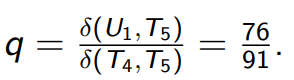 q = δ(U₁,T₅)/δ(T₄,T₅) = 76/91.